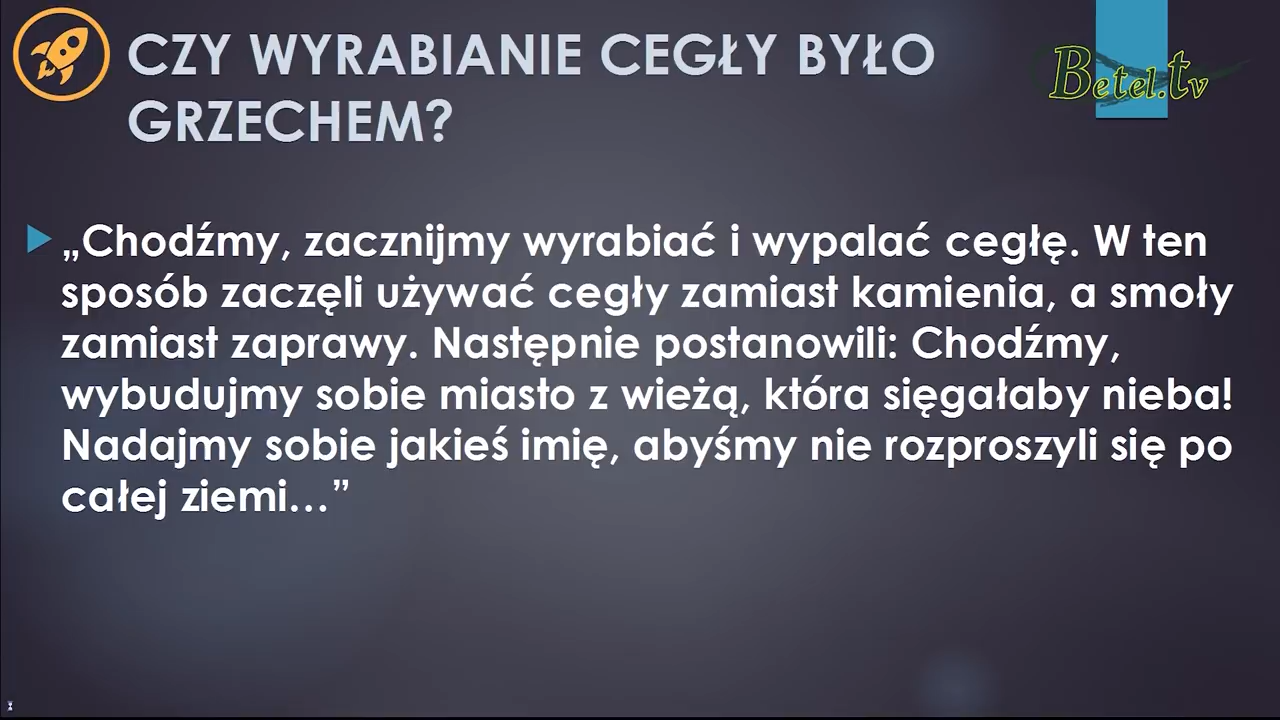 CZY WYRABIANIE CEGŁY BYŁO
GRZECHEM?
Betel.tv
„Chodźmy, zacznijmy wyrabiać i wypalać cegłę. W ten
sposób zaczęli używać cegły zamiast kamienia, a smoły
zamiast zaprawy. Następnie postanowili: Chodźmy,
wybudujmy sobie miasto z wieżą, która sięgałaby nieba!
Nadajmy sobie jakieś imię, abyśmy nie rozproszyli się po
całej ziemi…”